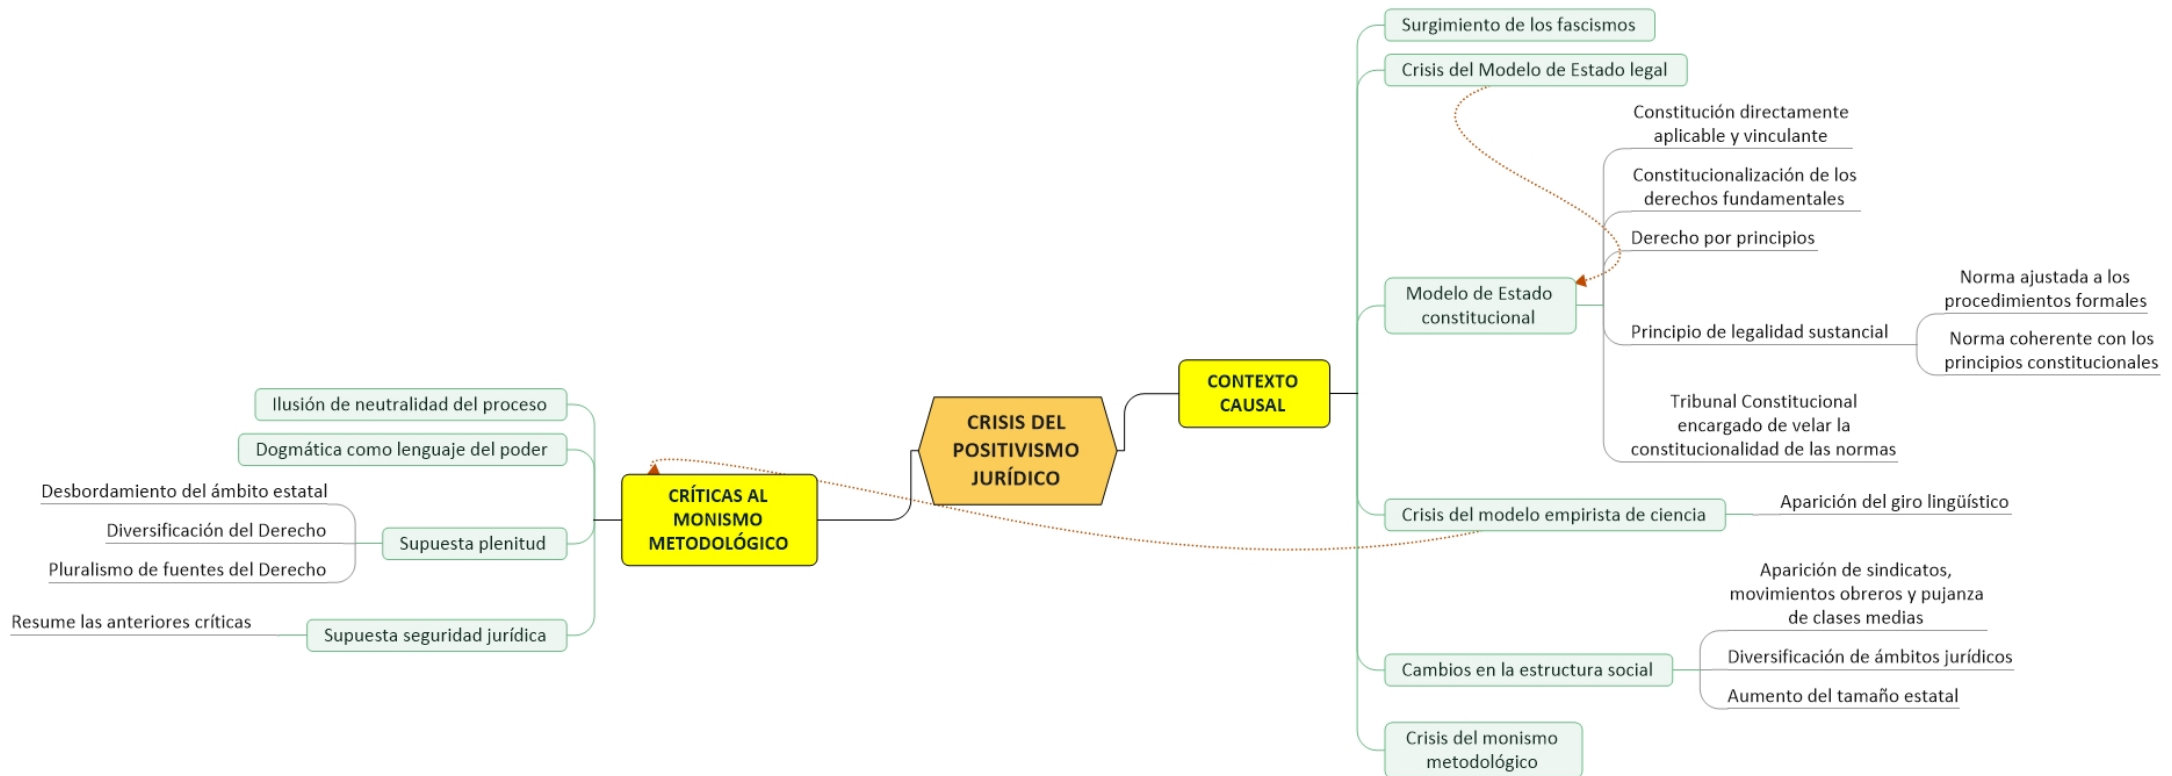 CRISIS DEL
POSITIVISMO
JURÍDICO
CONTEXTO
CAUSAL
Surgimiento de los fascismos
Crisis del Modelo de Estado legal
Modelo de Estado
constitucional
Constitución directamente
aplicable y vinculante
Constitucionalización de los
derechos fundamentales
Derecho por principios
Principio de legalidad sustancial
Norma ajustada a los
procedimientos formales
Norma coherente con los
principios constitucionales
Tribunal Constitucional
encargado de velar la
constitucionalidad de las normas
Crisis del modelo empirista de ciencia
Aparición del giro lingüístico
Cambios en la estructura social
Aparición de sindicatos,
movimientos obreros y pujanza
de clases medias
Diversificación de ámbitos jurídicos
Aumento del tamaño estatal
Crisis del monismo
metodológico
CRÍTICAS AL
MONISMO
METODOLÓGICO
Ilusión de neutralidad del proceso
Dogmática como lenguaje del poder
Supuesta plenitud
Desbordamiento del ámbito estatal
Diversificación del Derecho
Pluralismo de fuentes del Derecho
Supuesta seguridad jurídica
Resume las anteriores críticas